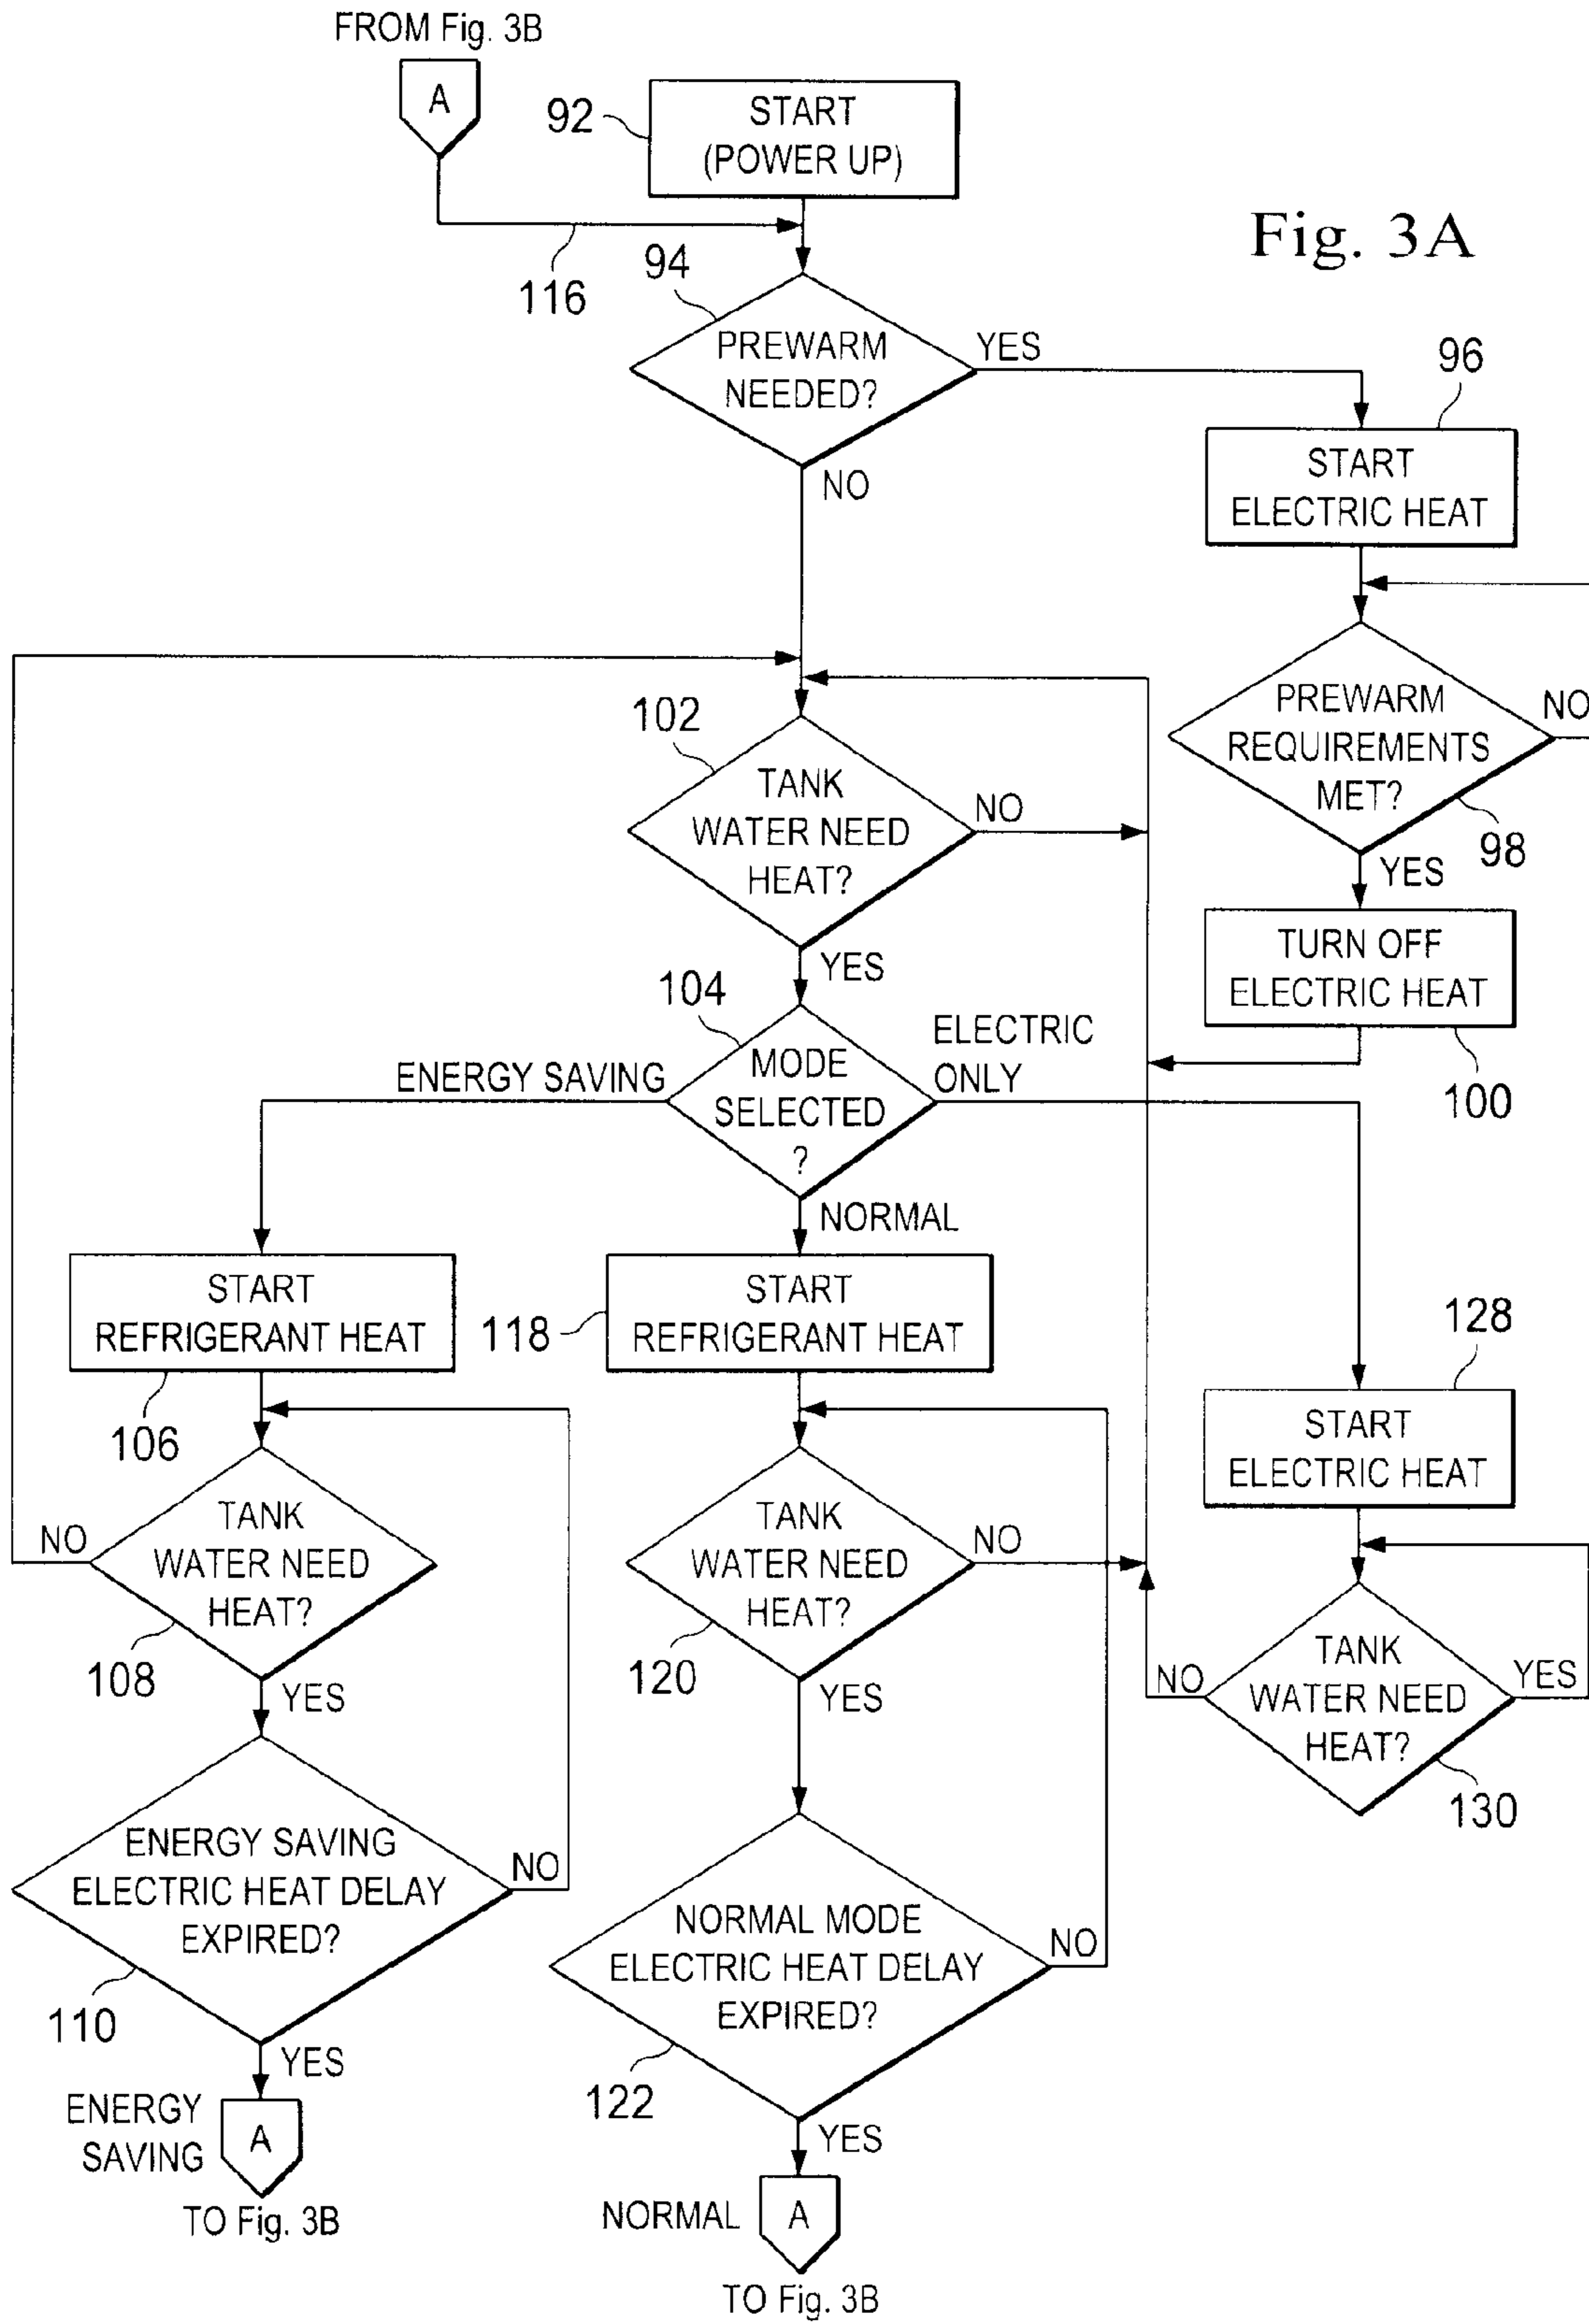 FROM Fig. 3B
A
92
START
(POWER UP)
Fig. 3A
116
94
PREWARM
NEEDED?
YES
NO
96
START
ELECTRIC HEAT
PREWARM
REQUIREMENTS
MET?
NO
98
YES
TURN OFF
ELECTRIC HEAT
100
102
TANK
WATER NEED
HEAT?
NO
YES
104
MODE
SELECTED
?
ENERGY SAVING
ELECTRIC
ONLY
NORMAL
START
REFRIGERANT HEAT
106
118
START
REFRIGERANT HEAT
128
START
ELECTRIC HEAT
NO
TANK
WATER NEED
HEAT?
108
YES
TANK
WATER NEED
HEAT?
NO
120
YES
NO
TANK
WATER NEED
HEAT?
YES
130
ENERGY SAVING
ELECTRIC HEAT DELAY
EXPIRED?
NO
110
YES
NORMAL MODE
ELECTRIC HEAT DELAY
EXPIRED?
NO
122
YES
ENERGY
SAVING
A
TO Fig. 3B
NORMAL
A
TO Fig. 3B